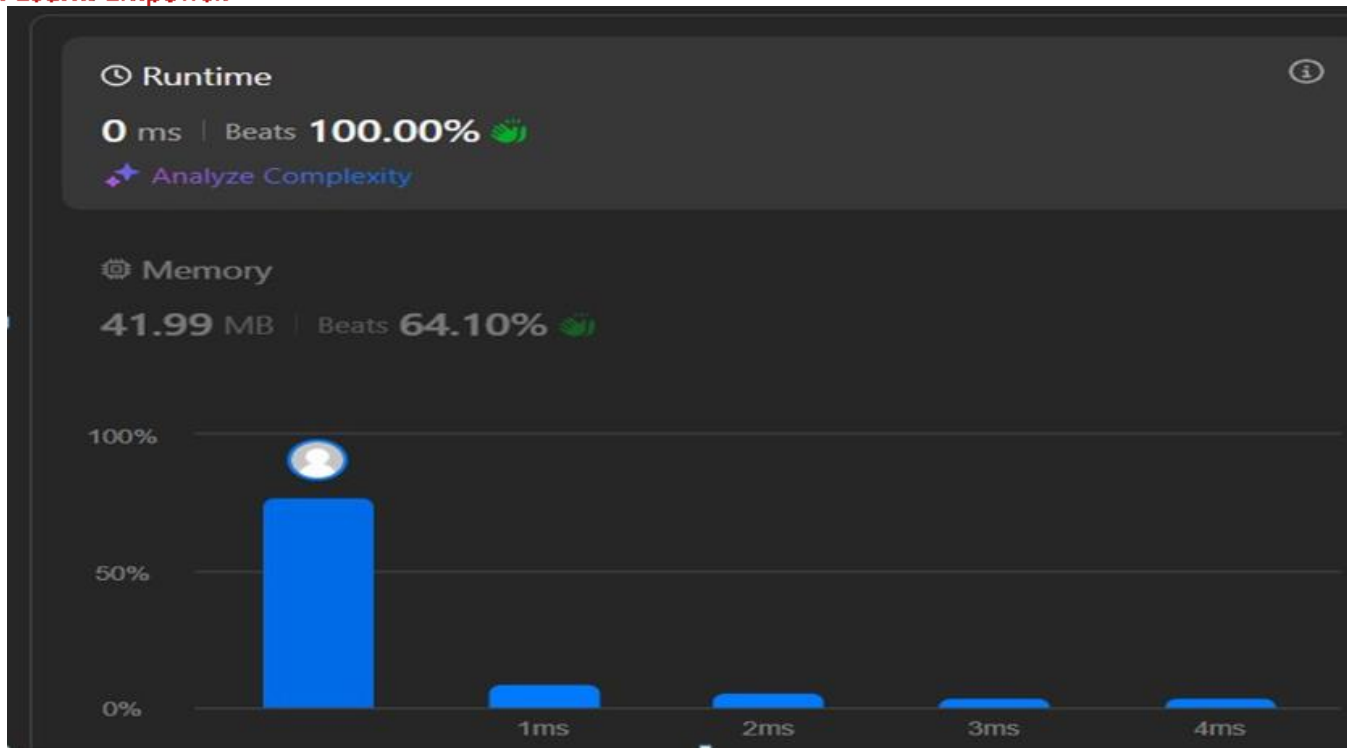 Runtime
0 ms | Beats 100.00%
Analyze Complexity
Memory
41.99 MB | Beats 64.10%
100%
50%
0%
1ms 2ms 3ms 4ms